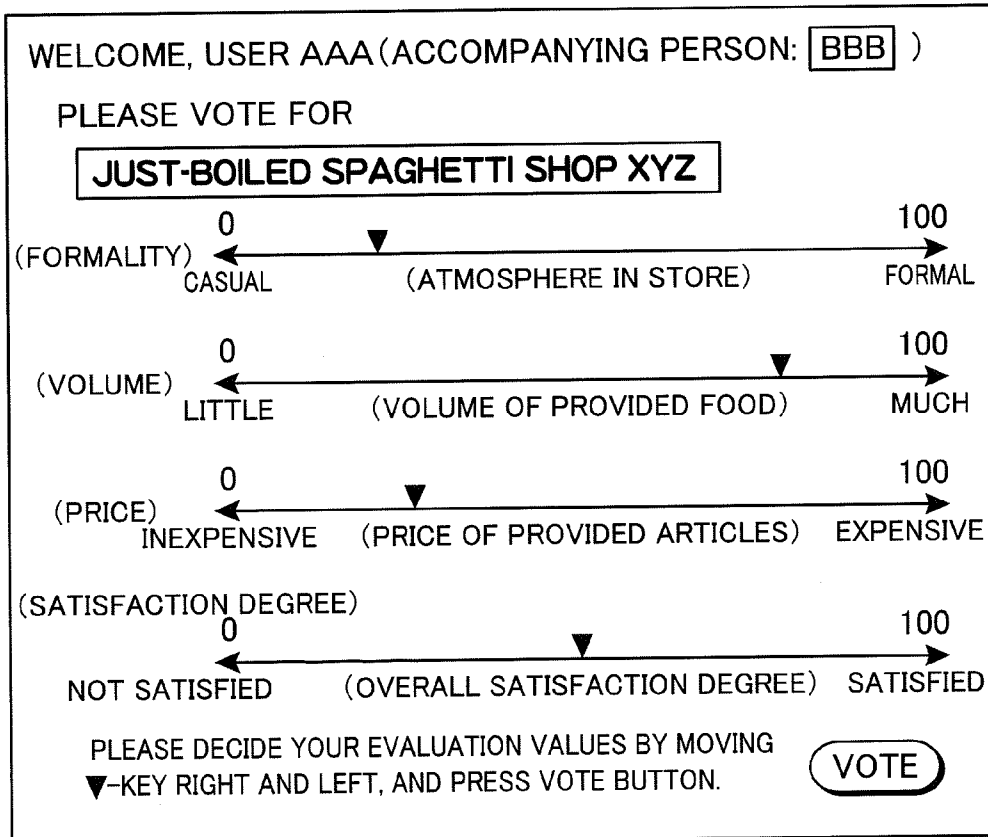 WELCOME, USER AAA(ACCOMPANYING PERSON: BBB )
PLEASE VOTE FOR
JUST-BOILED SPAGHETTI SHOP XYZ
0 100
(FORMALITY)
CASUAL (ATMOSPHERE IN STORE) FORMAL
0 100
(VOLUME)
LITTLE (VOLUME OF PROVIDED FOOD) MUCH
0 100
(PRICE)
INEXPENSIVE (PRICE OF PROVIDED ARTICLES) EXPENSIVE
(SATISFACTION DEGREE)
0 100
NOT SATISFIED (OVERALL SATISFACTION DEGREE) SATISFIED
PLEASE DECIDE YOUR EVALUATION VALUES BY MOVING
▼-KEY RIGHT AND LEFT, AND PRESS VOTE BUTTON.
VOTE